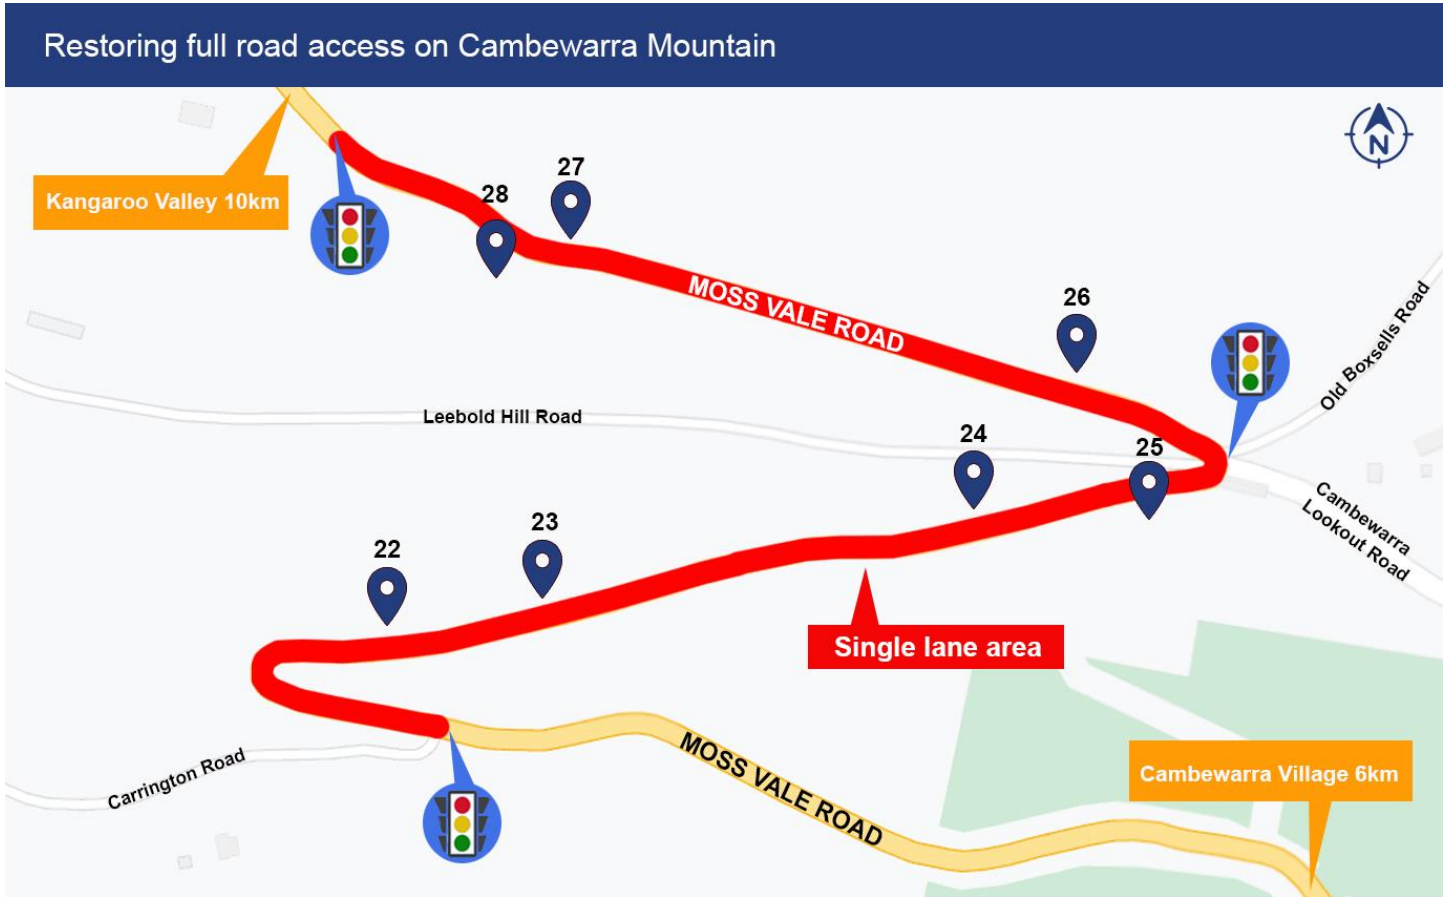 Restoring full road access on Cambewarra Mountain
N
Kangaroo Valley 10km
27
28
MOSS VALE ROAD
26
Old Boxsells Road
Leebold Hill Road
24
25
Cambewarra
Lookout Road
23
22
Single lane area
MOSS VALE ROAD
Carrington Road
Cambewarra Village 6km